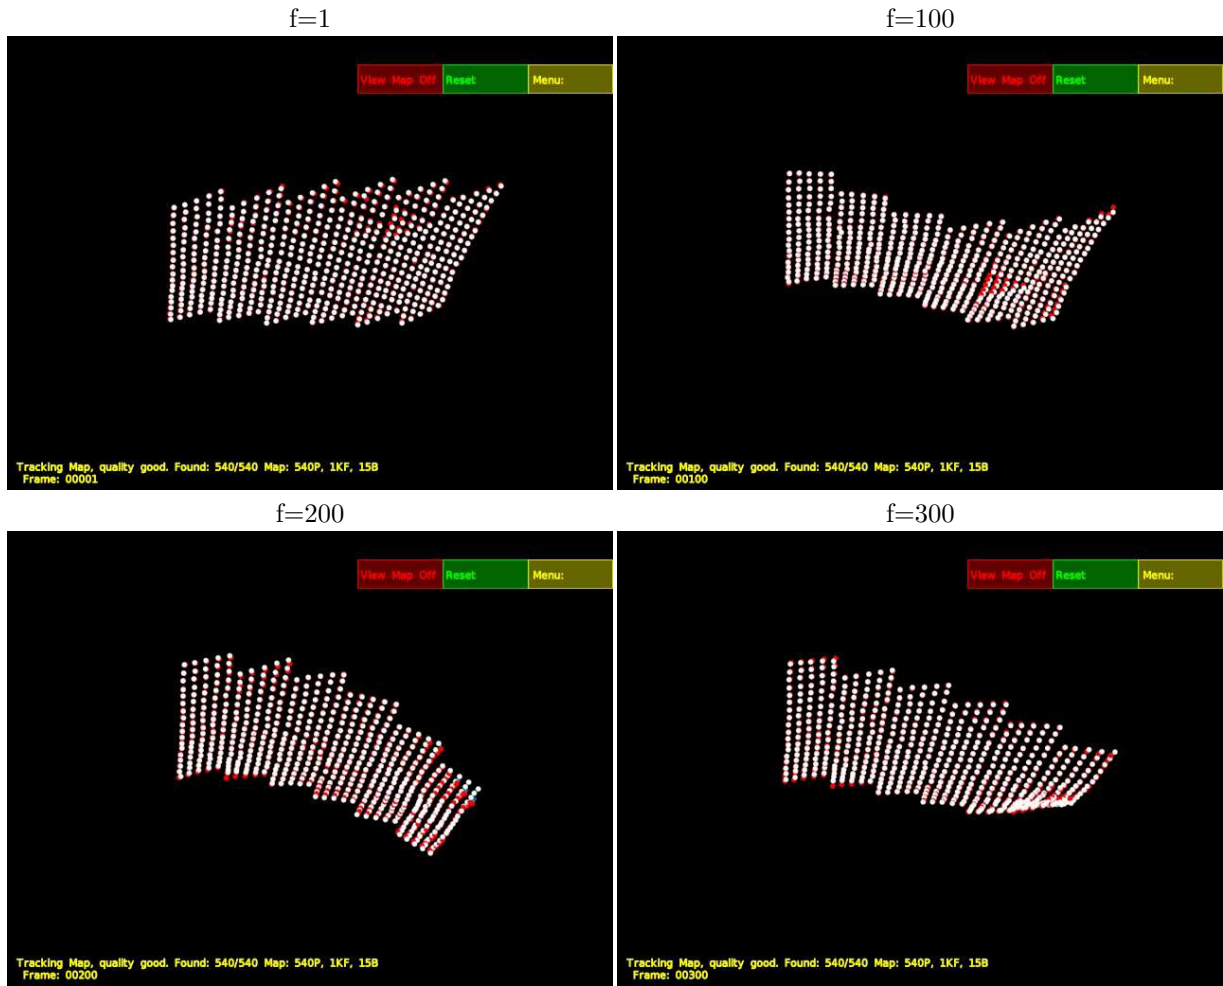 f=1
f=100
View Map Off Reset Menu:
View Map Off Reset Menu:
Tracking Map, quality good. Found: 540/540 Map: 540P, 1KF, 15B
Frame: 00001
Tracking Map, quality good. Found: 540/540 Map: 540P, 1KF, 15B
Frame: 00100
f=200
f=300
View Map Off Reset Menu:
View Map Off Reset Menu:
Tracking Map, quality good. Found: 540/540 Map: 540P, 1KF, 15B
Frame: 00200
Tracking Map, quality good. Found: 540/540 Map: 540P, 1KF, 15B
Frame: 00300